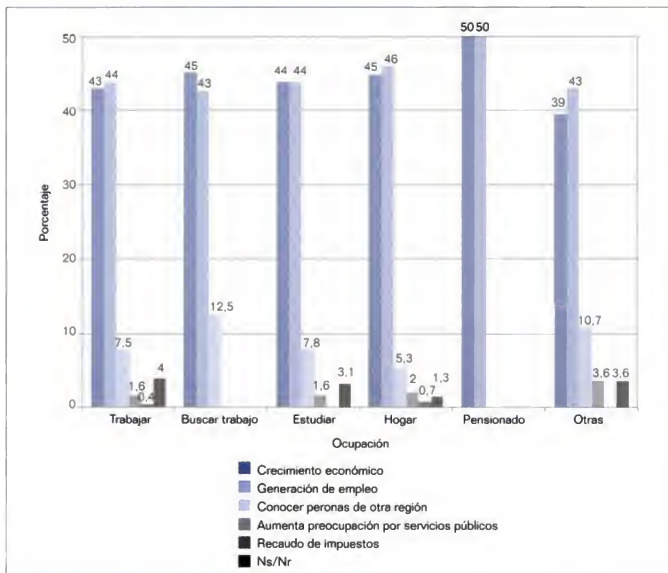 50
40
30
20
10
0
Porcentaje
43
44
7.5
1,6
0,4
4
45
43
12,5
44
44
7,8
1,6
3,1
45
46
5,3
2
0,7
1,3
50
50
39
43
10,7
3,6
3,6
Trabajar
Buscar trabajo
Estudiar
Hogar
Pensionado
Otras
Ocupación
Crecimiento económico
Generación de empleo
Conocer peronas de otra región
Aumenta preocupación por servicios públicos
Recaudo de impuestos
Ns/Nr